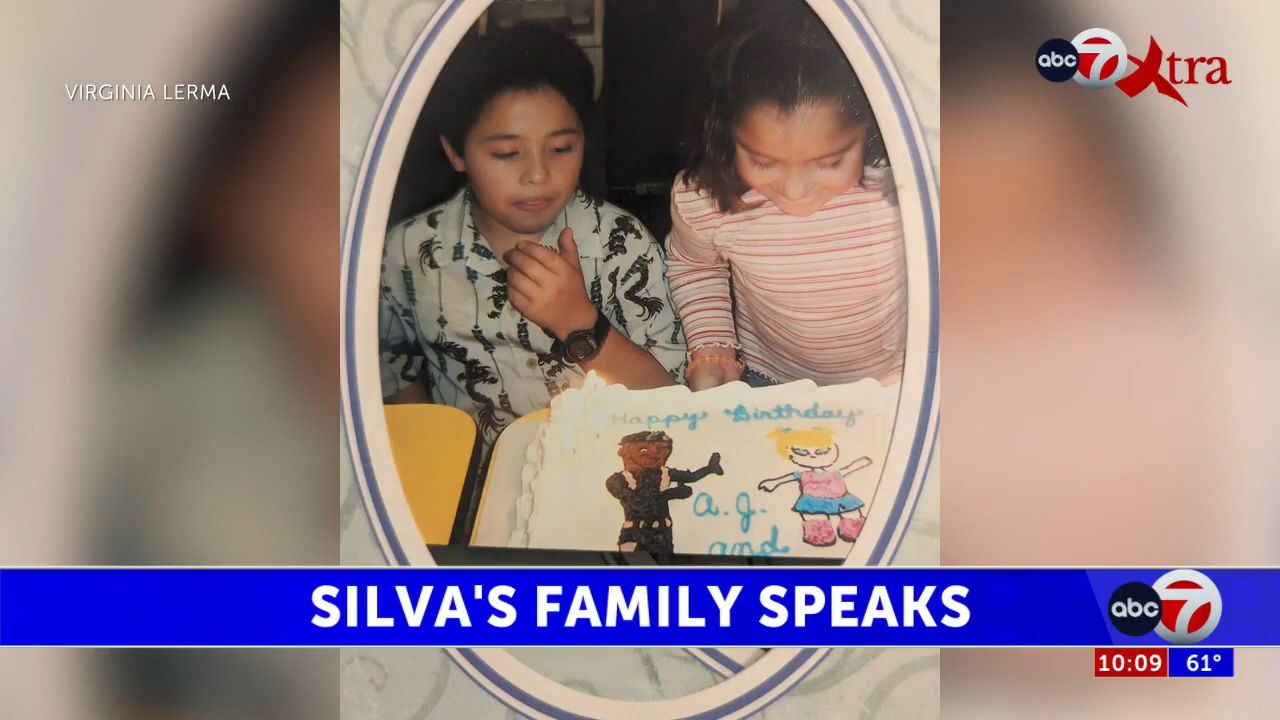 VIRGINIA LERMA
abc 7 Xtra
Happy Birthday
A.J.
and
SILVA'S FAMILY SPEAKS
abc 7
10:09 61°